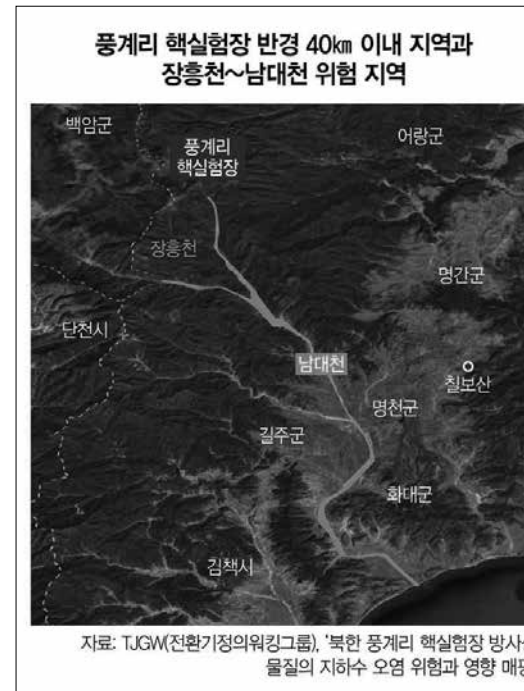 풍계리 핵실험장 반경 40㎞ 이내 지역과
장흥천~남대천 위험 지역
백암군
어랑군
풍계리
핵실험장
장흥천
명간군
단천시
남대천
칠보산
명천군
길주군
화대군
김책시
자료: TJGW(전환기정의워킹그룹), '북한 풍계리 핵실험장
물질의 지하수 오염 위험과 영향